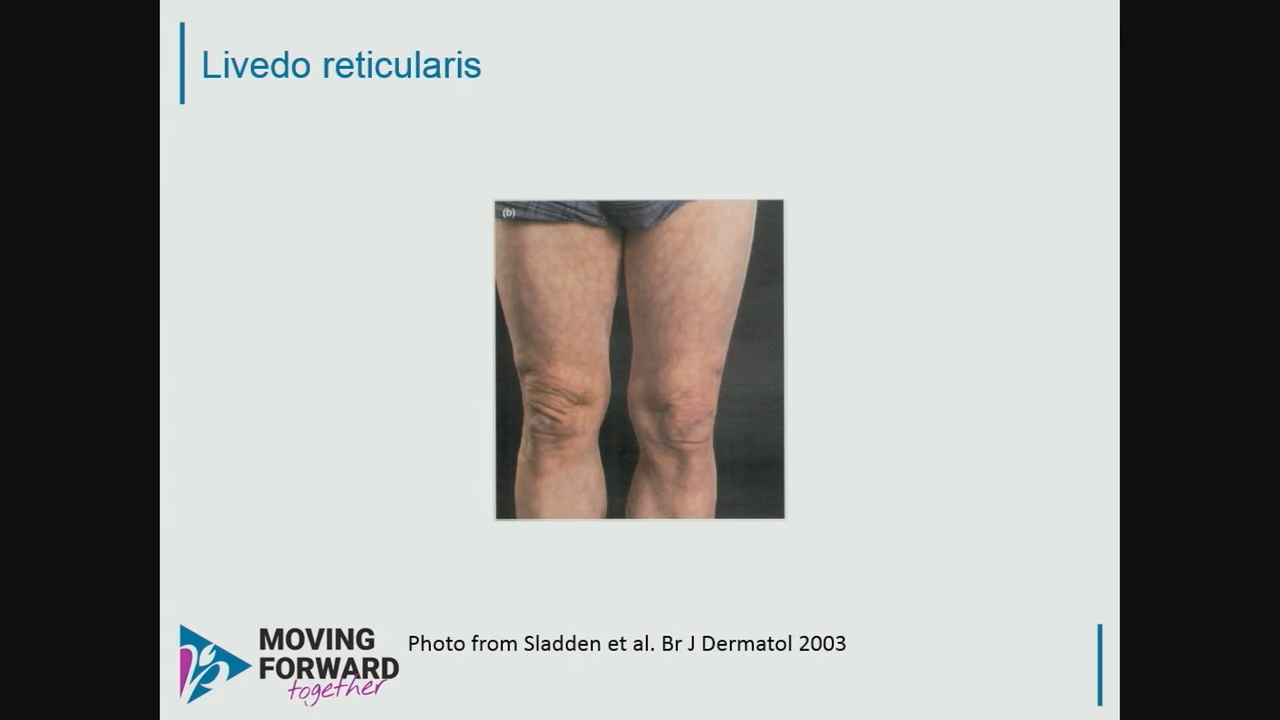 Livedo reticularis
(b)
MOVING
FORWARD
together
Photo from Sladden et al. Br J Dermatol 2003